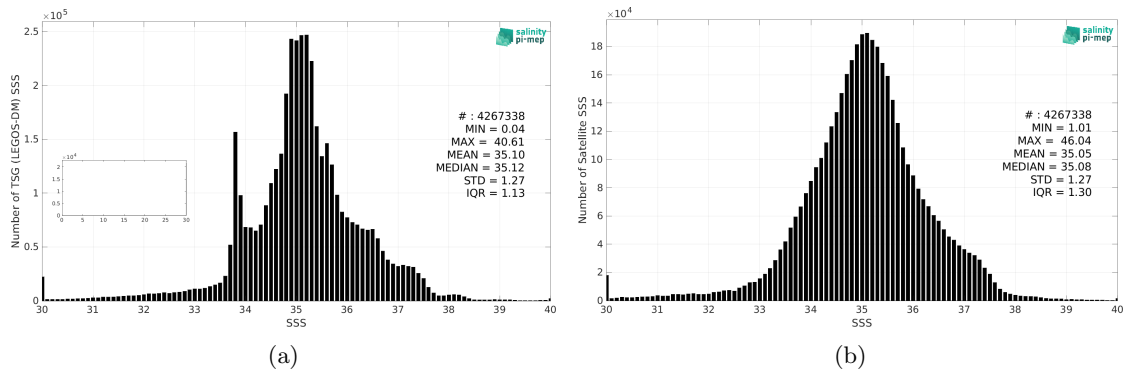 ×10⁵
2.5
2
1.5
1
0.5
0
Number of TSG (LEGOS-DM) SSS
salinity
pi-mep
# : 4267338
MIN = 0.04
MAX = 40.61
MEAN = 35.10
MEDIAN = 35.12
STD = 1.27
IQR = 1.13
×10⁴
2
1.5
1
0.5
0
0 5 10 15 20 25 30
30 31 32 33 34 35 36 37 38 39 40
SSS
(a)
×10⁴
18
16
14
12
10
8
6
4
2
0
Number of Satellite SSS
salinity
pi-mep
# : 4267338
MIN = 1.01
MAX = 46.04
MEAN = 35.05
MEDIAN = 35.08
STD = 1.27
IQR = 1.30
30 31 32 33 34 35 36 37 38 39 40
SSS
(b)